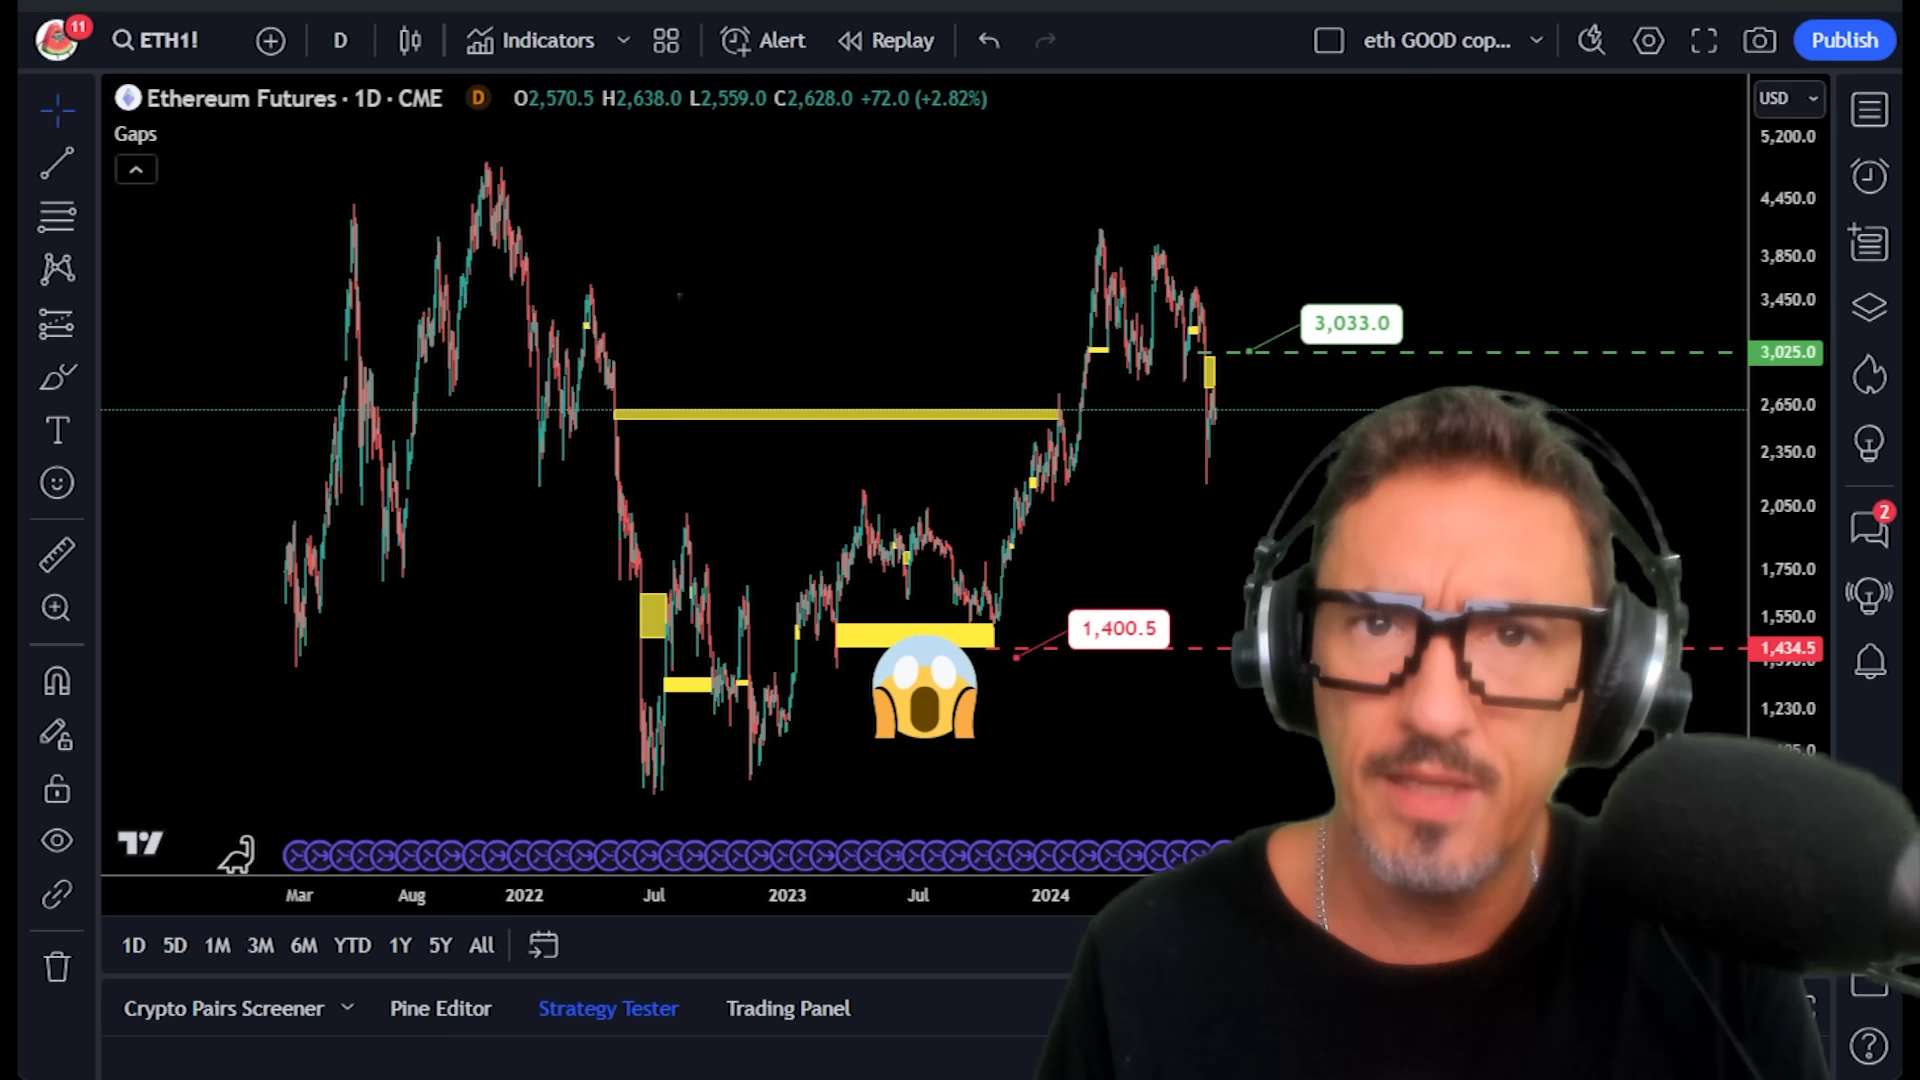 11
ETH1!
D
Indicators
Alert
Replay
eth GOOD cop...
Publish
Ethereum Futures · 1D · CME
D
O2,570.5 H2,638.0 L2,559.0 C2,628.0 +72.0 (+2.82%)
USD
Gaps
5,200.0
4,450.0
3,850.0
3,450.0
3,033.0
3,025.0
2,650.0
2,350.0
2,050.0
2
1,750.0
1,550.0
1,400.5
1,434.5
1,230.0
Mar
Aug
2022
Jul
2023
Jul
2024
1D
5D
1M
3M
6M
YTD
1Y
5Y
All
Crypto Pairs Screener
Pine Editor
Strategy Tester
Trading Panel